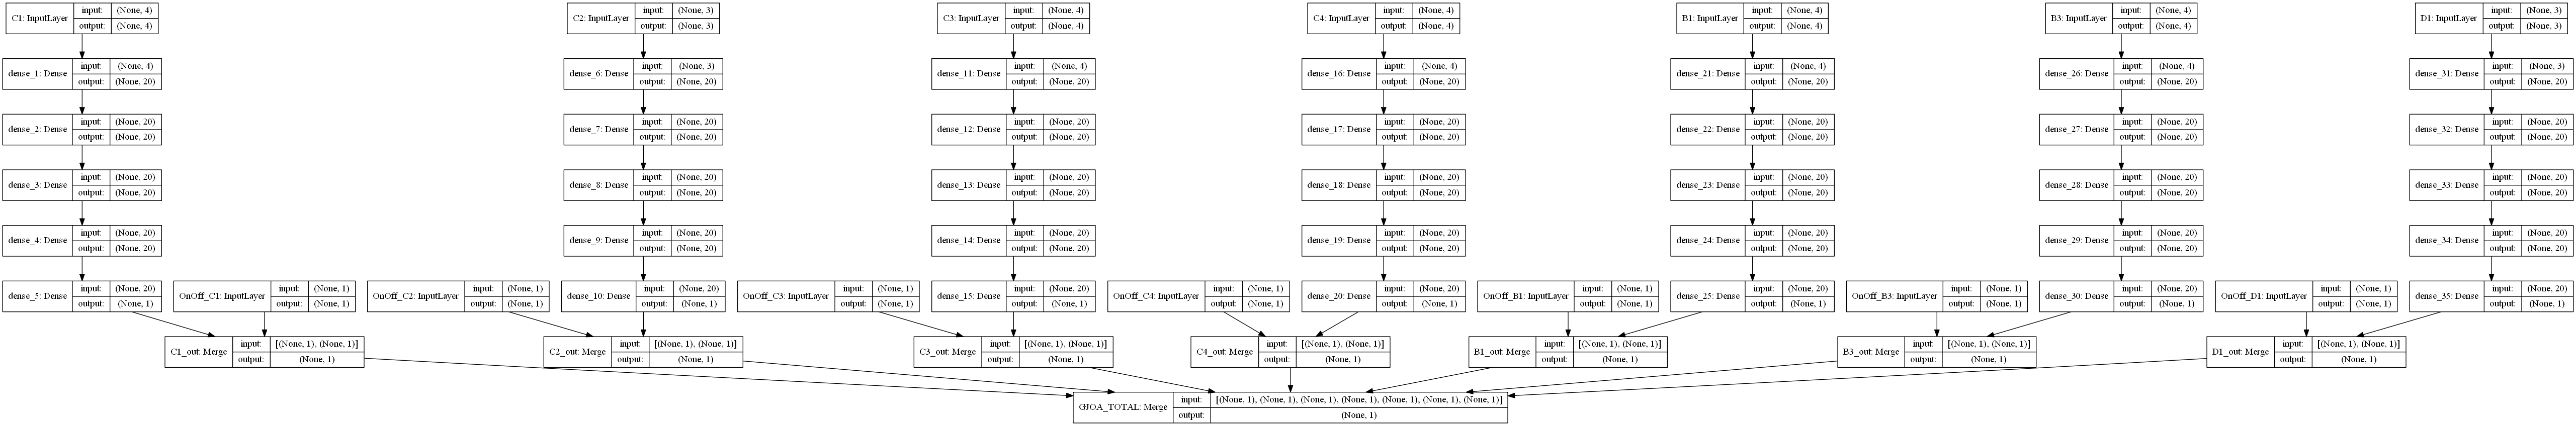 C1: InputLayer input: (None, 4) output: (None, 4)
C2: InputLayer input: (None, 3) output: (None, 3)
C3: InputLayer input: (None, 4) output: (None, 4)
C4: InputLayer input: (None, 4) output: (None, 4)
B1: InputLayer input: (None, 4) output: (None, 4)
B3: InputLayer input: (None, 4) output: (None, 4)
D1: InputLayer input: (None, 3) output: (None, 3)
dense_1: Dense input: (None, 4) output: (None, 20)
dense_6: Dense input: (None, 3) output: (None, 20)
dense_11: Dense input: (None, 4) output: (None, 20)
dense_16: Dense input: (None, 4) output: (None, 20)
dense_21: Dense input: (None, 4) output: (None, 20)
dense_26: Dense input: (None, 4) output: (None, 20)
dense_31: Dense input: (None, 3) output: (None, 20)
dense_2: Dense input: (None, 20) output: (None, 20)
dense_7: Dense input: (None, 20) output: (None, 20)
dense_12: Dense input: (None, 20) output: (None, 20)
dense_17: Dense input: (None, 20) output: (None, 20)
dense_22: Dense input: (None, 20) output: (None, 20)
dense_27: Dense input: (None, 20) output: (None, 20)
dense_32: Dense input: (None, 20) output: (None, 20)
dense_3: Dense input: (None, 20) output: (None, 20)
dense_8: Dense input: (None, 20) output: (None, 20)
dense_13: Dense input: (None, 20) output: (None, 20)
dense_18: Dense input: (None, 20) output: (None, 20)
dense_23: Dense input: (None, 20) output: (None, 20)
dense_28: Dense input: (None, 20) output: (None, 20)
dense_33: Dense input: (None, 20) output: (None, 20)
dense_4: Dense input: (None, 20) output: (None, 20)
dense_9: Dense input: (None, 20) output: (None, 20)
dense_14: Dense input: (None, 20) output: (None, 20)
dense_19: Dense input: (None, 20) output: (None, 20)
dense_24: Dense input: (None, 20) output: (None, 20)
dense_29: Dense input: (None, 20) output: (None, 20)
dense_34: Dense input: (None, 20) output: (None, 20)
dense_5: Dense input: (None, 20) output: (None, 1)
OnOff_C1: InputLayer input: (None, 1) output: (None, 1)
OnOff_C2: InputLayer input: (None, 1) output: (None, 1)
dense_10: Dense input: (None, 20) output: (None, 1)
OnOff_C3: InputLayer input: (None, 1) output: (None, 1)
dense_15: Dense input: (None, 20) output: (None, 1)
OnOff_C4: InputLayer input: (None, 1) output: (None, 1)
dense_20: Dense input: (None, 20) output: (None, 1)
OnOff_B1: InputLayer input: (None, 1) output: (None, 1)
dense_25: Dense input: (None, 20) output: (None, 1)
OnOff_B3: InputLayer input: (None, 1) output: (None, 1)
dense_30: Dense input: (None, 20) output: (None, 1)
OnOff_D1: InputLayer input: (None, 1) output: (None, 1)
dense_35: Dense input: (None, 20) output: (None, 1)
C1_out: Merge input: [(None, 1), (None, 1)] output: (None, 1)
C2_out: Merge input: [(None, 1), (None, 1)] output: (None, 1)
C3_out: Merge input: [(None, 1), (None, 1)] output: (None, 1)
C4_out: Merge input: [(None, 1), (None, 1)] output: (None, 1)
B1_out: Merge input: [(None, 1), (None, 1)] output: (None, 1)
B3_out: Merge input: [(None, 1), (None, 1)] output: (None, 1)
D1_out: Merge input: [(None, 1), (None, 1)] output: (None, 1)
GJOA_TOTAL: Merge input: [(None, 1), (None, 1), (None, 1), (None, 1), (None, 1), (None, 1), (None, 1)] output: (None, 1)